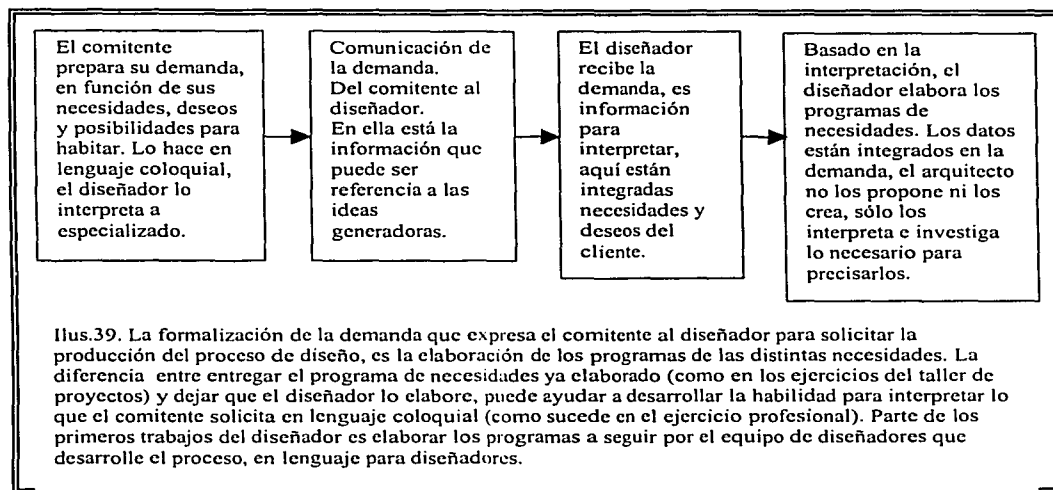 El comitente
prepara su demanda,
en función de sus
necesidades, deseos
y posibilidades para
habitar. Lo hace en
lenguaje coloquial,
el diseñador lo
interpreta a
especializado.
Comunicación de
la demanda.
Del comitente al
diseñador.
En ella está la
información que
puede ser
referencia a las
ideas
generadoras.
El diseñador
recibe la
demanda, es
información
para
interpretar,
aquí están
integradas
necesidades y
deseos del
cliente.
Basado en la
interpretación, el
diseñador elabora los
programas de
necesidades. Los datos
están integrados en la
demanda, el arquitecto
no los propone ni los
crea, sólo los
interpreta e investiga
lo necesario para
precisarlos.
Ilus.39. La formalización de la demanda que expresa el comitente al diseñador para solicitar la
producción del proceso de diseño, es la elaboración de los programas de las distintas necesidades. La
diferencia entre entregar el programa de necesidades ya elaborado (como en los ejercicios del taller de
proyectos) y dejar que el diseñador lo elabore, puede ayudar a desarrollar la habilidad para interpretar lo
que el comitente solicita en lenguaje coloquial (como sucede en el ejercicio profesional). Parte de los
primeros trabajos del diseñador es elaborar los programas a seguir por el equipo de diseñadores que
desarrolle el proceso, en lenguaje para diseñadores.